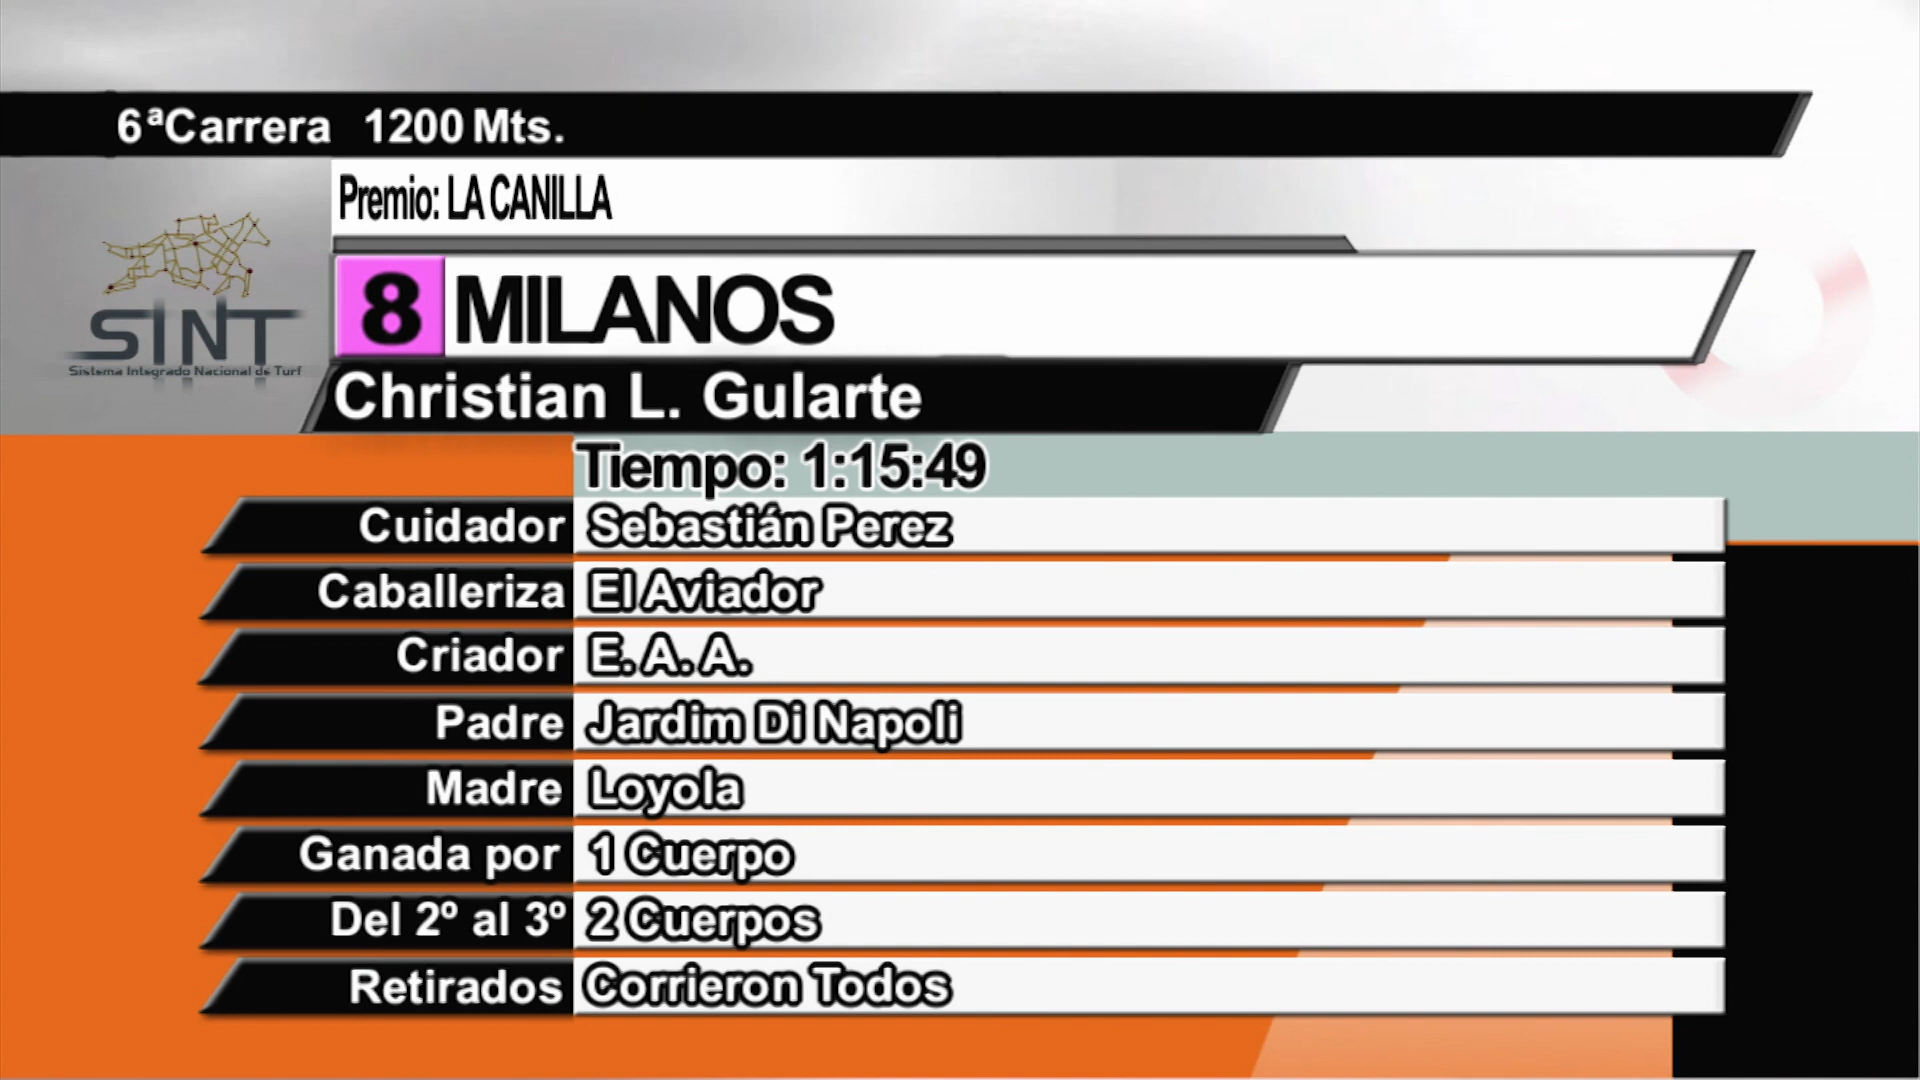 6ªCarrera 1200 Mts.
Premio: LA CANILLA
8 MILANOS
SINT
Sistema Integrado Nacional de Turf
Christian L. Gularte
Tiempo: 1:15:49
Cuidador Sebastián Perez
Caballeriza El Aviador
Criador E. A. A.
Padre Jardim Di Napoli
Madre Loyola
Ganada por 1 Cuerpo
Del 2º al 3º 2 Cuerpos
Retirados Corrieron Todos